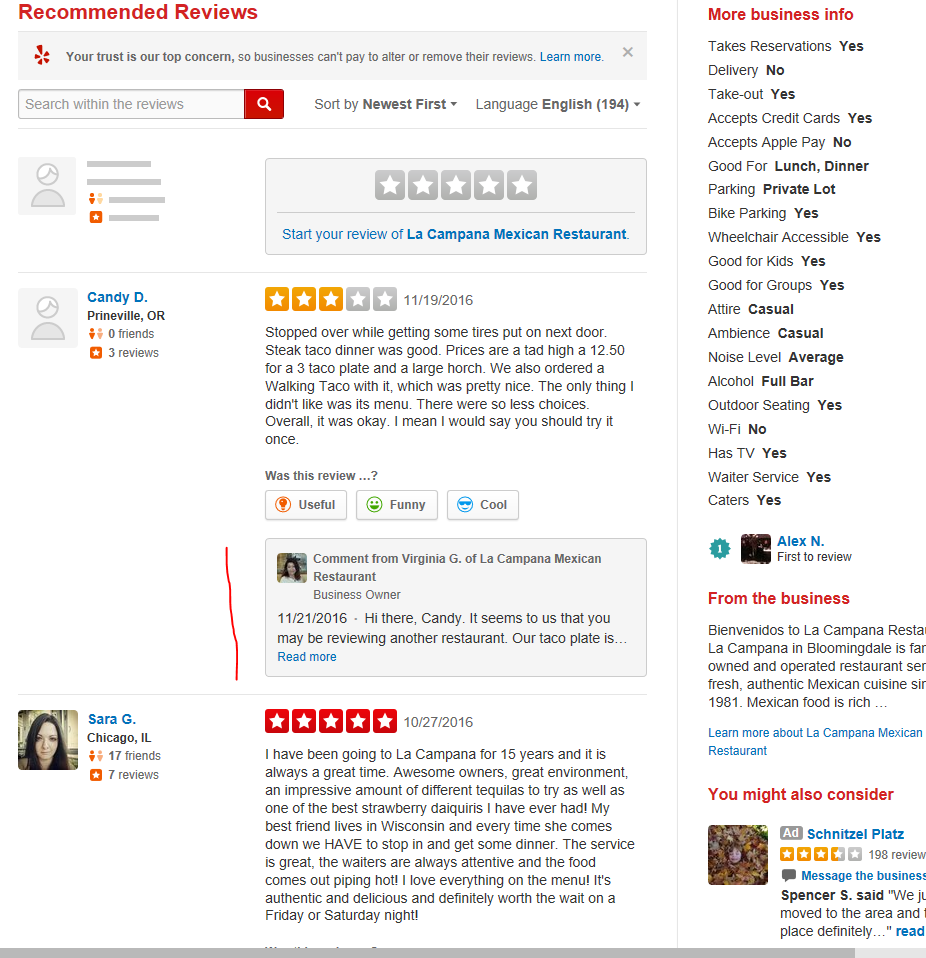 Recommended Reviews
Your trust is our top concern, so businesses can't pay to alter or remove their reviews. Learn more.
Search within the reviews
Sort by Newest First
Language English (194)
Start your review of La Campana Mexican Restaurant.
Candy D.
Prineville, OR
0 friends
3 reviews
11/19/2016
Stopped over while getting some tires put on next door.
Steak taco dinner was good. Prices are a tad high a 12.50
for a 3 taco plate and a large horch. We also ordered a
Walking Taco with it, which was pretty nice. The only thing I
didn't like was its menu. There were so less choices.
Overall, it was okay. I mean I would say you should try it
once.
Was this review ...?
Useful
Funny
Cool
Comment from Virginia G. of La Campana Mexican
Restaurant
Business Owner
11/21/2016 · Hi there, Candy. It seems to us that you
may be reviewing another restaurant. Our taco plate is…
Read more
Sara G.
Chicago, IL
17 friends
7 reviews
10/27/2016
I have been going to La Campana for 15 years and it is
always a great time. Awesome owners, great environment,
an impressive amount of different tequilas to try as well as
one of the best strawberry daiquiris I have ever had! My
best friend lives in Wisconsin and every time she comes
down we HAVE to stop in and get some dinner. The service
is great, the waiters are always attentive and the food
comes out piping hot! I love everything on the menu! It's
authentic and delicious and definitely worth the wait on a
Friday or Saturday night!
More business info
Takes Reservations Yes
Delivery No
Take-out Yes
Accepts Credit Cards Yes
Accepts Apple Pay No
Good For Lunch, Dinner
Parking Private Lot
Bike Parking Yes
Wheelchair Accessible Yes
Good for Kids Yes
Good for Groups Yes
Attire Casual
Ambience Casual
Noise Level Average
Alcohol Full Bar
Outdoor Seating Yes
Wi-Fi No
Has TV Yes
Waiter Service Yes
Caters Yes
1
Alex N.
First to review
From the business
Bienvenidos to La Campana Restau
La Campana in Bloomingdale is fam
owned and operated restaurant ser
fresh, authentic Mexican cuisine sin
1981. Mexican food is rich …
Learn more about La Campana Mexican
Restaurant
You might also consider
Ad Schnitzel Platz
198 review
Message the business
Spencer S. said "We ju
moved to the area and t
place definitely…" read